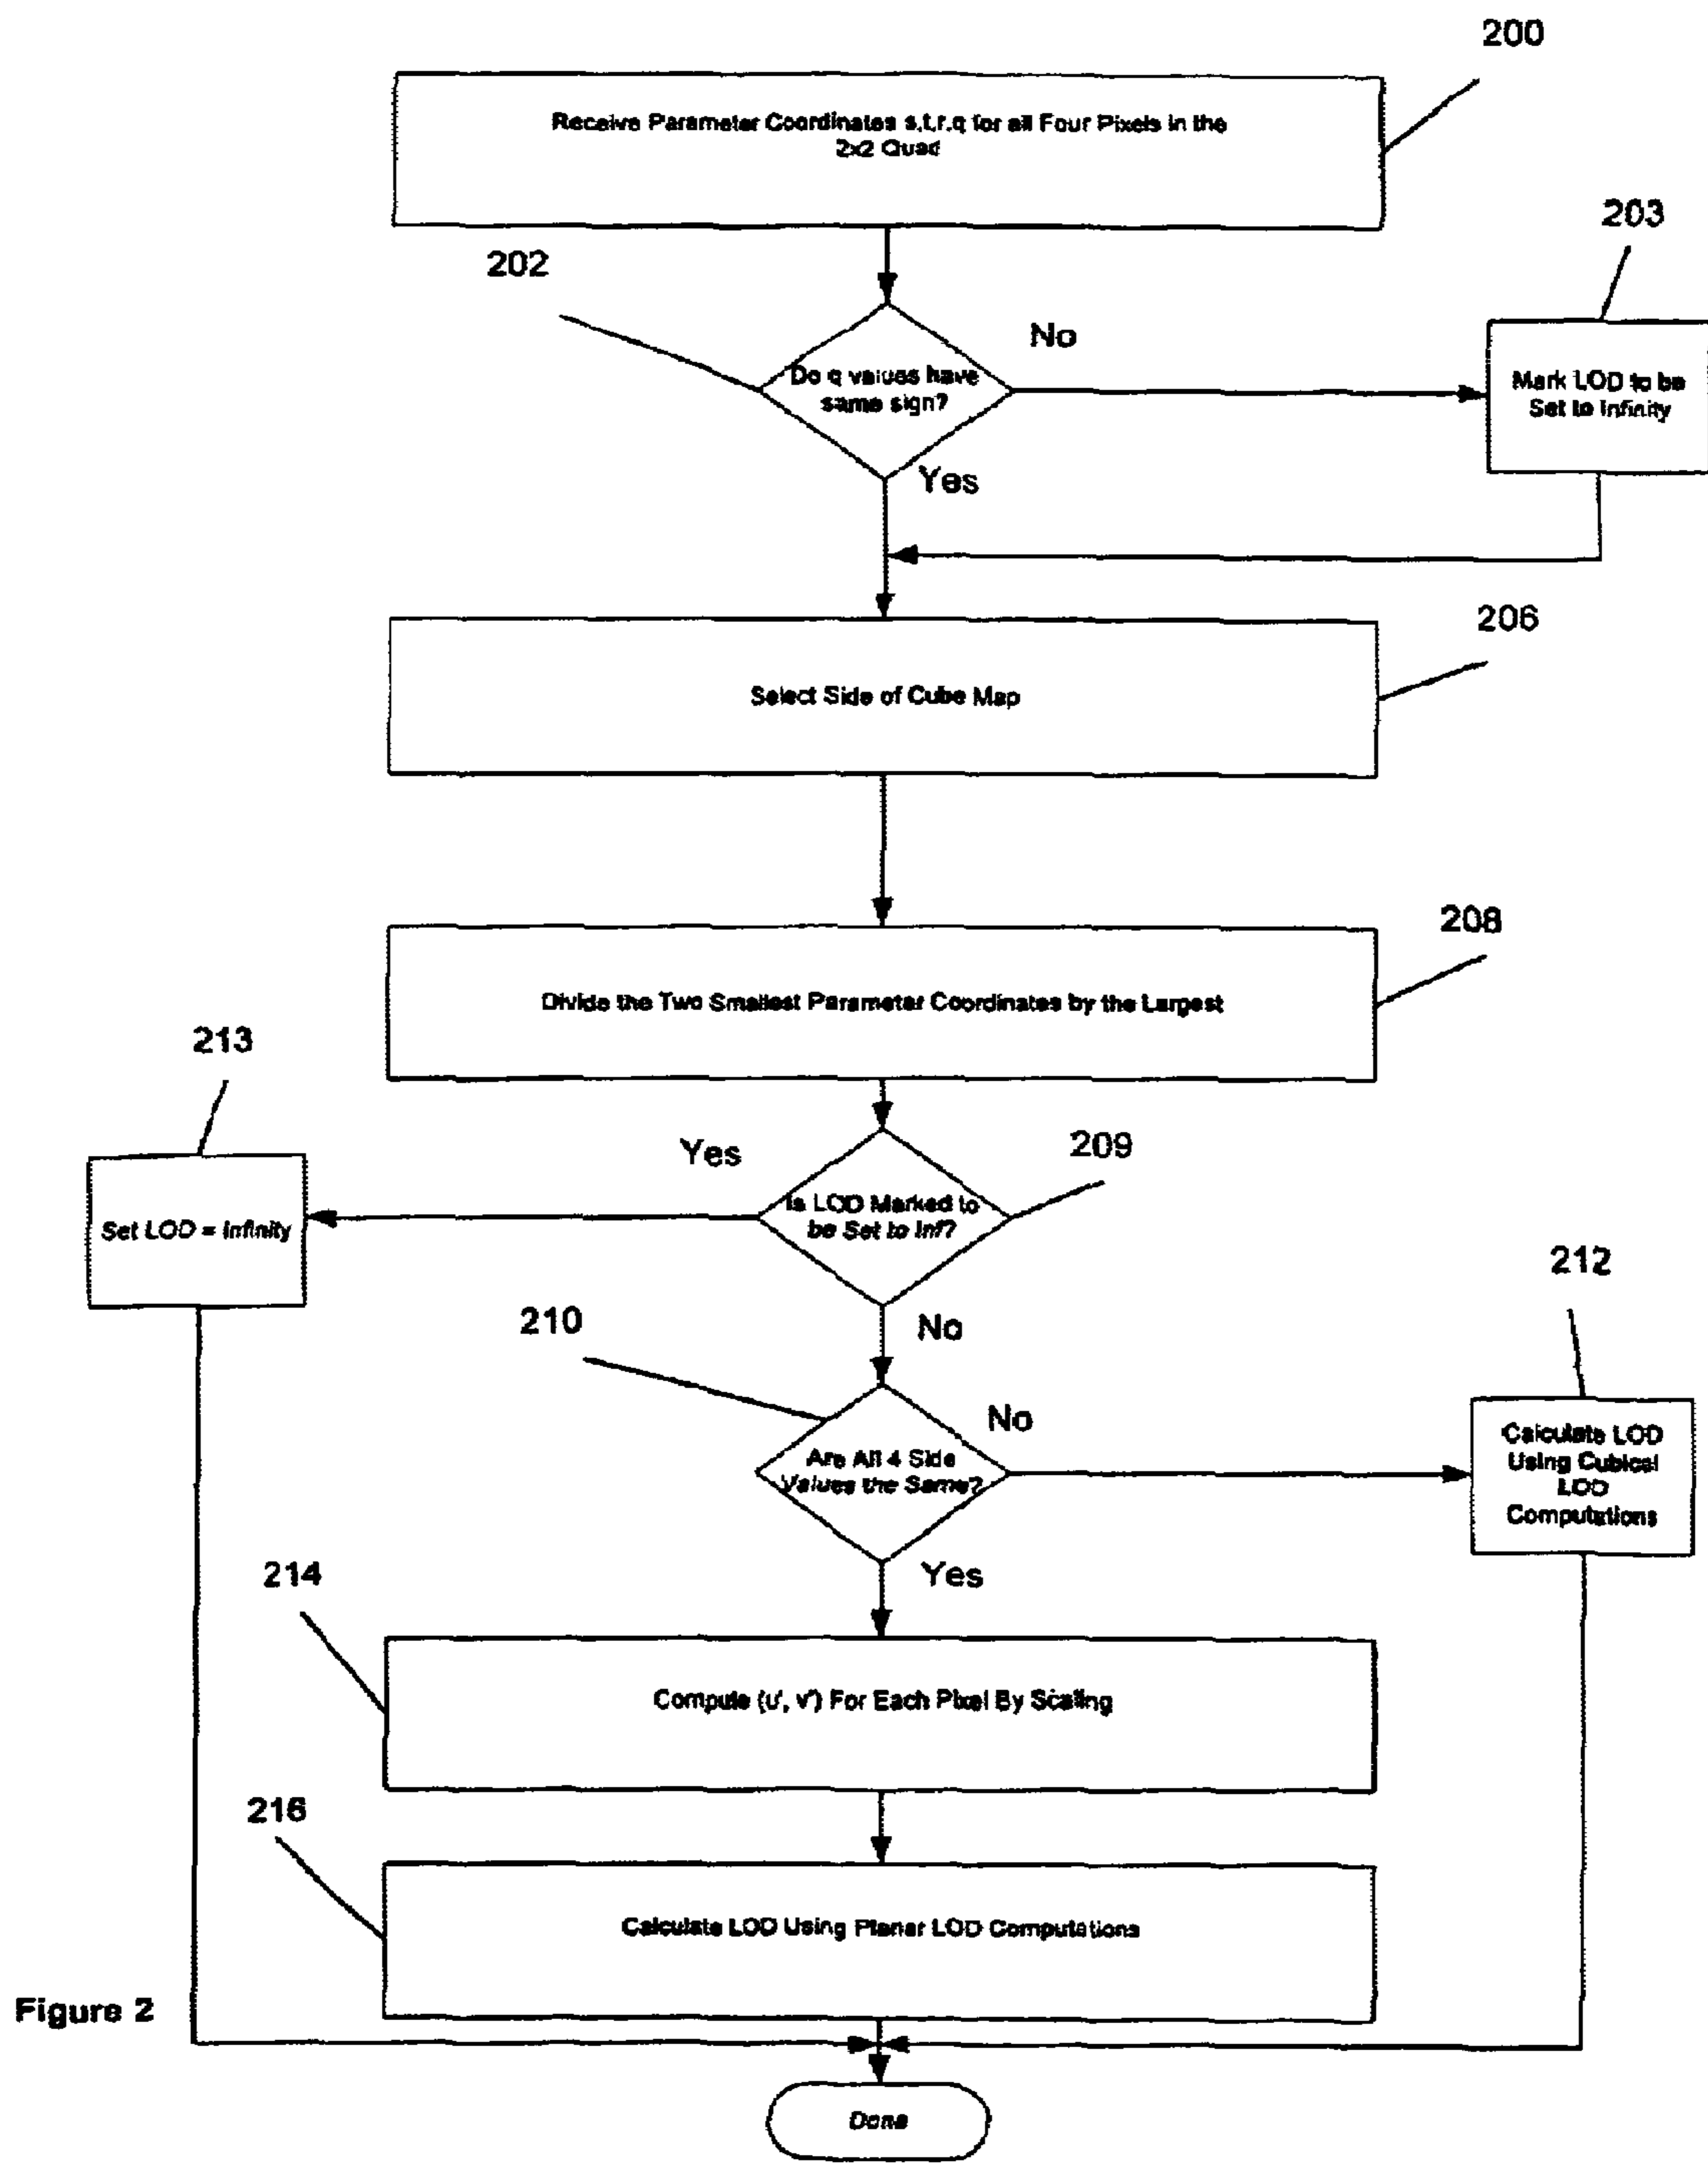 200
Receive Parameter Coordinates s,t,r,q for all Four Pixels in the
2x2 Quad
203
202
No
Do q values have
same sign?
Mark LOD to be
Set to Infinity
Yes
206
Select Side of Cube Map
208
Divide the Two Smallest Parameter Coordinates by the Largest
213
Yes
209
Is LOD Marked to
be Set to Inf?
Set LOD = Infinity
212
210
No
No
Are All 4 Side
Values the Same?
Calculate LOD
Using Cubical
LOD
Computations
Yes
214
Compute (u', v') For Each Pixel By Scaling
216
Calculate LOD Using Planar LOD Computations
Figure 2
Done